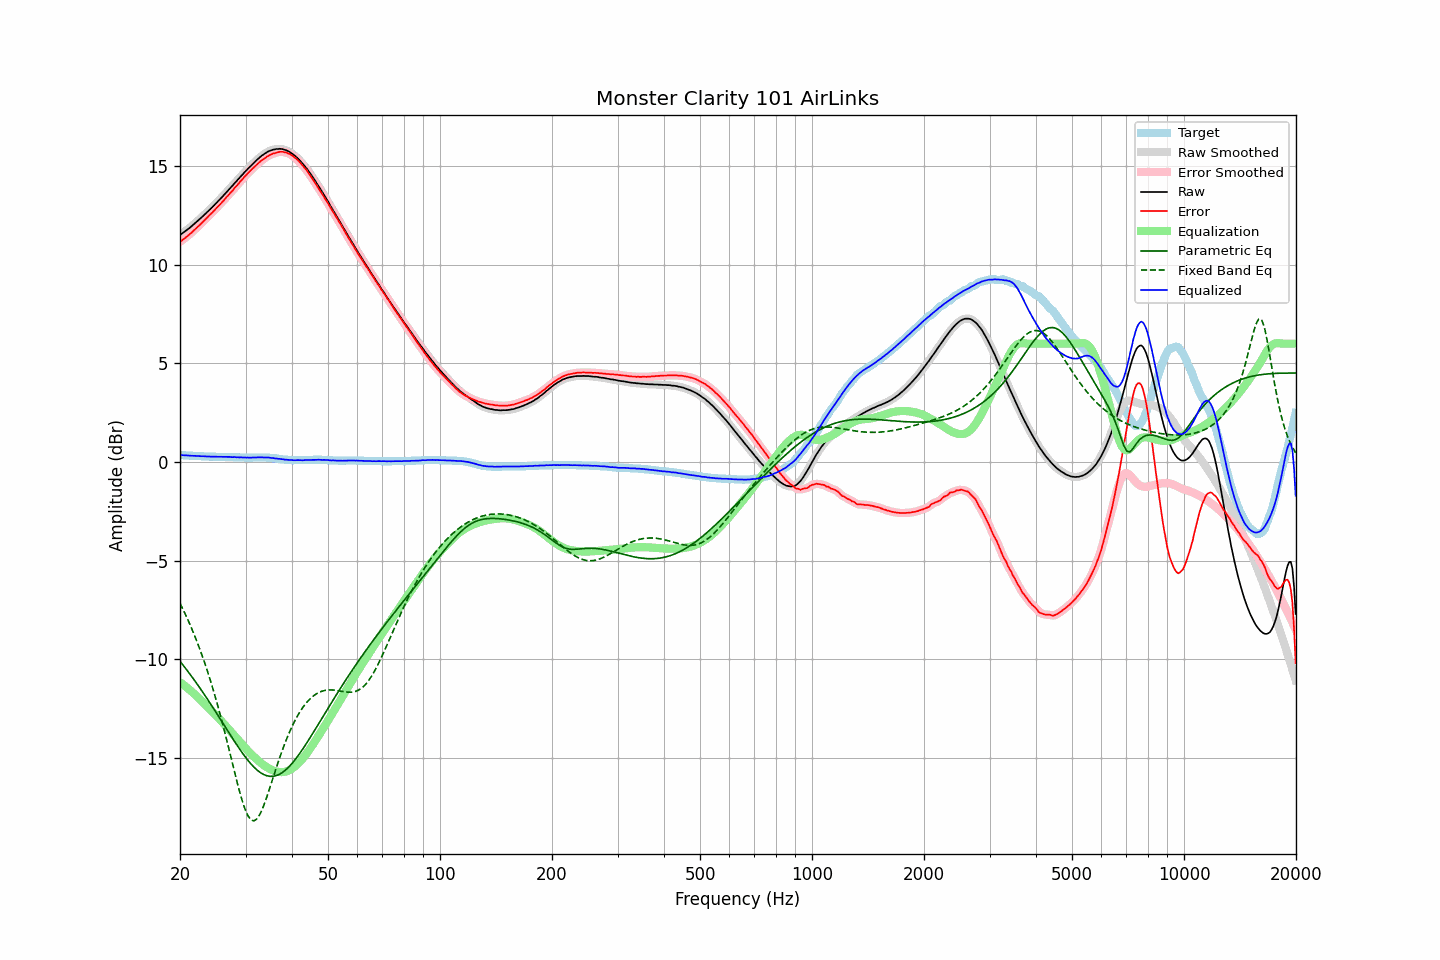 Monster Clarity 101 AirLinks
Amplitude (dBr)
15
10
5
0
−5
−10
−15
Target
Raw Smoothed
Error Smoothed
Raw
Error
Equalization
Parametric Eq
Fixed Band Eq
Equalized
20 50 100 200 500 1000 2000 5000 10000 20000
Frequency (Hz)